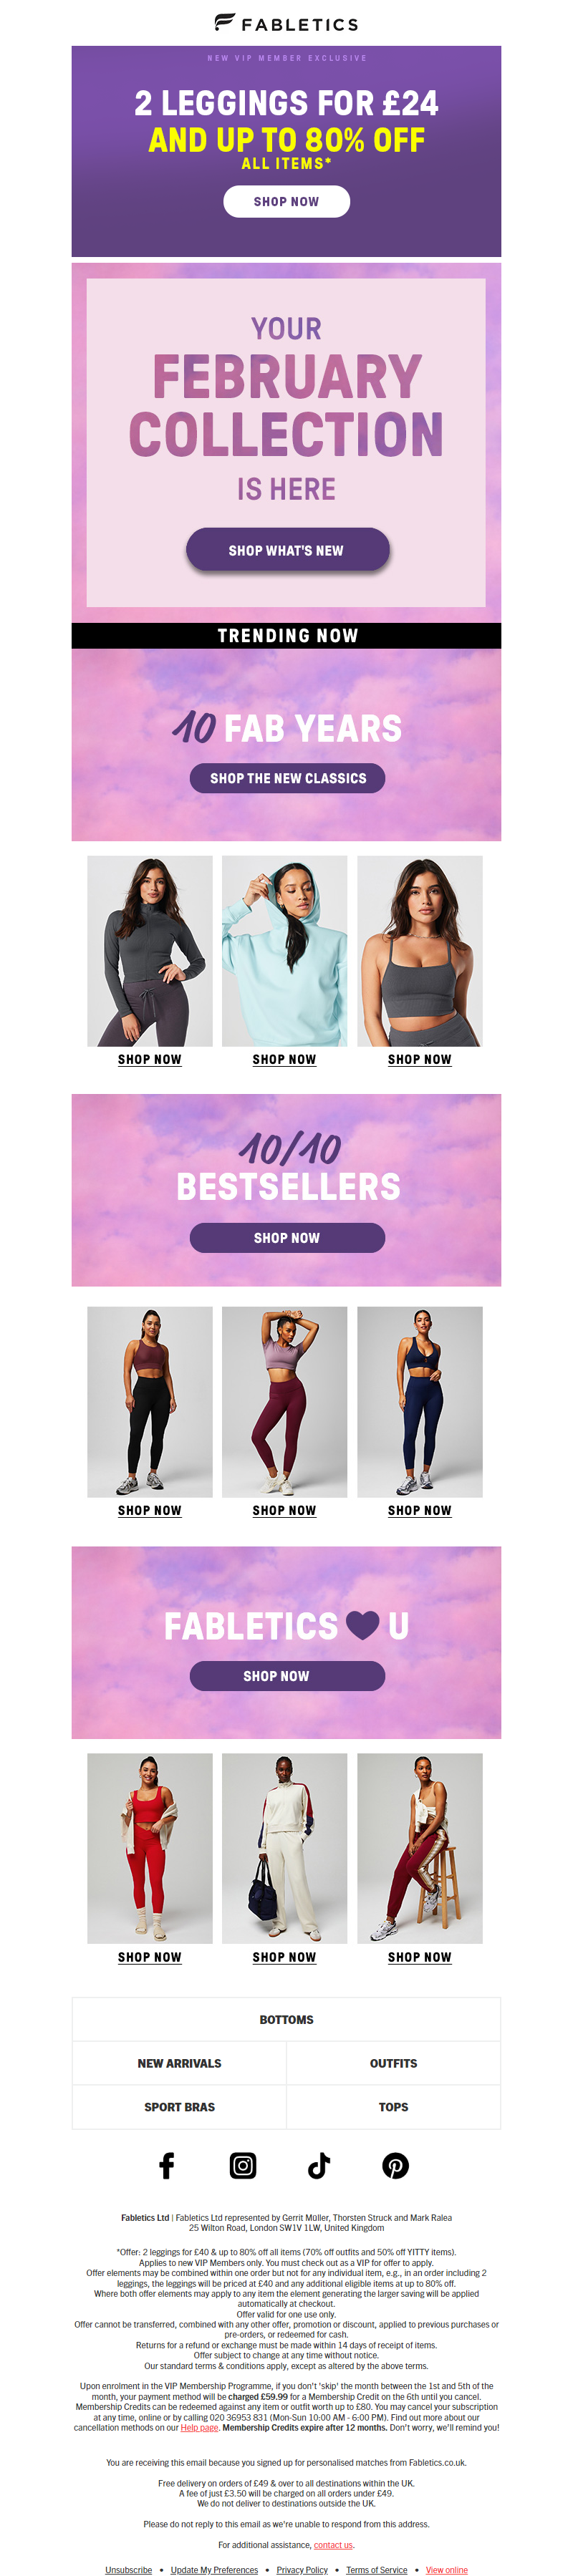 FABLETICS
NEW VIP MEMBER EXCLUSIVE
2 LEGGINGS FOR £24
AND UP TO 80% OFF
ALL ITEMS*
SHOP NOW
YOUR
FEBRUARY
COLLECTION
IS HERE
SHOP WHAT'S NEW
TRENDING NOW
10 FAB YEARS
SHOP THE NEW CLASSICS
SHOP NOW SHOP NOW SHOP NOW
10/10
BESTSELLERS
SHOP NOW
SHOP NOW SHOP NOW SHOP NOW
FABLETICS U
SHOP NOW
SHOP NOW SHOP NOW SHOP NOW
BOTTOMS
NEW ARRIVALS OUTFITS
SPORT BRAS TOPS
Fabletics Ltd | Fabletics Ltd represented by Gerrit Müller, Thorsten Struck and Mark Ralea
25 Wilton Road, London SW1V 1LW, United Kingdom
*Offer: 2 leggings for £40 & up to 80% off all items (70% off outfits and 50% off YITTY items).
Applies to new VIP Members only. You must check out as a VIP for offer to apply.
Offer elements may be combined within one order but not for any individual item, e.g., in an order including 2
leggings, the leggings will be priced at £40 and any additional eligible items at up to 80% off.
Where both offer elements may apply to any item the element generating the larger saving will be applied
automatically at checkout.
Offer valid for one use only.
Offer cannot be transferred, combined with any other offer, promotion or discount, applied to previous purchases or
pre-orders, or redeemed for cash.
Returns for a refund or exchange must be made within 14 days of receipt of items.
Offer subject to change at any time without notice.
Our standard terms & conditions apply, except as altered by the above terms.
Upon enrolment in the VIP Membership Programme, if you don't 'skip' the month between the 1st and 5th of the
month, your payment method will be charged £59.99 for a Membership Credit on the 6th until you cancel.
Membership Credits can be redeemed against any item or outfit worth up to £80. You may cancel your subscription
at any time, online or by calling 020 36953 831 (Mon-Sun 10:00 AM - 6:00 PM). Find out more about our
cancellation methods on our Help page. Membership Credits expire after 12 months. Don't worry, we'll remind you!
You are receiving this email because you signed up for personalised matches from Fabletics.co.uk.
Free delivery on orders of £49 & over to all destinations within the UK.
A fee of just £3.50 will be charged on all orders under £49.
We do not deliver to destinations outside the UK.
Please do not reply to this email as we're unable to respond from this address.
For additional assistance, contact us.
Unsubscribe • Update My Preferences • Privacy Policy • Terms of Service • View online